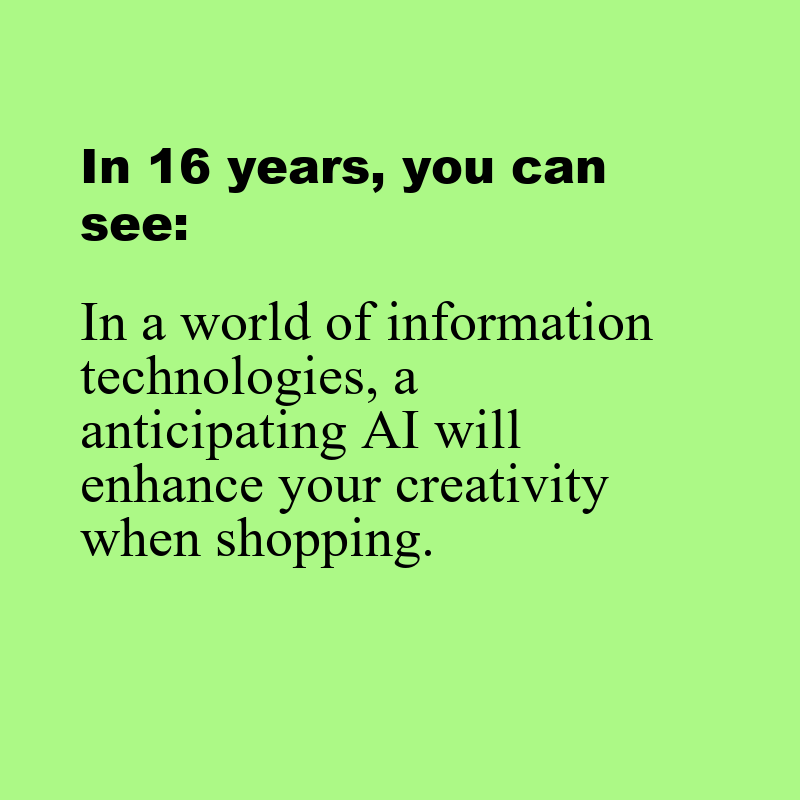 In 16 years, you can
see:
In a world of information
technologies, a
anticipating AI will
enhance your creativity
when shopping.